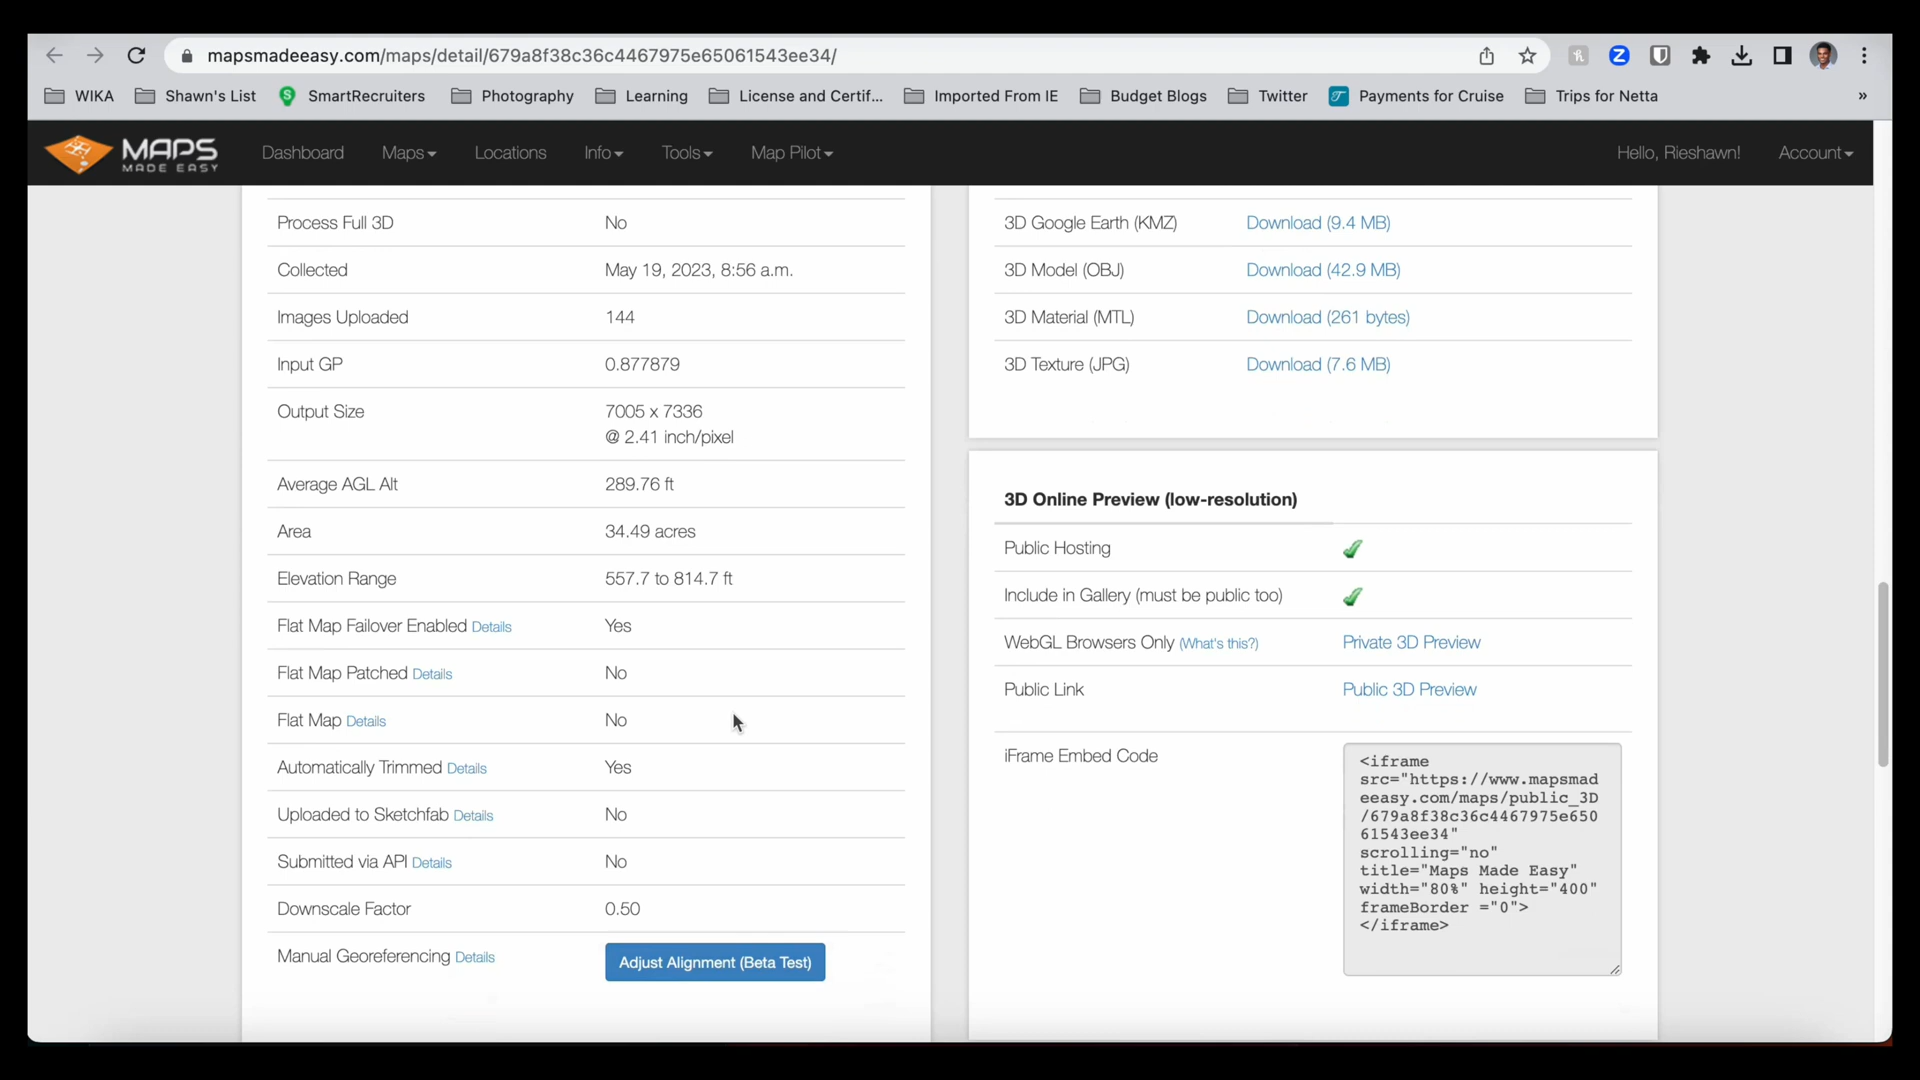 mapsmadeeasy.com/maps/detail/679a8f38c36c4467975e65061543ee34/
WIKA Shawn's List SmartRecruiters Photography Learning License and Certif... Imported From IE Budget Blogs Twitter Payments for Cruise Trips for Netta »
MAPS MADE EASY Dashboard Maps Locations Info Tools Map Pilot Hello, Rieshawn! Account
Process Full 3D No
Collected May 19, 2023, 8:56 a.m.
Images Uploaded 144
Input GP 0.877879
Output Size 7005 x 7336
@ 2.41 inch/pixel
Average AGL Alt 289.76 ft
Area 34.49 acres
Elevation Range 557.7 to 814.7 ft
Flat Map Failover Enabled Details Yes
Flat Map Patched Details No
Flat Map Details No
Automatically Trimmed Details Yes
Uploaded to Sketchfab Details No
Submitted via API Details No
Downscale Factor 0.50
Manual Georeferencing Details Adjust Alignment (Beta Test)
3D Google Earth (KMZ) Download (9.4 MB)
3D Model (OBJ) Download (42.9 MB)
3D Material (MTL) Download (261 bytes)
3D Texture (JPG) Download (7.6 MB)
3D Online Preview (low-resolution)
Public Hosting
Include in Gallery (must be public too)
WebGL Browsers Only (What's this?) Private 3D Preview
Public Link Public 3D Preview
iFrame Embed Code
<iframe
src="https://www.mapsmad
eeasy.com/maps/public_3D
/679a8f38c36c4467975e650
61543ee34"
scrolling="no"
title="Maps Made Easy"
width="80%" height="400"
frameBorder ="0">
</iframe>